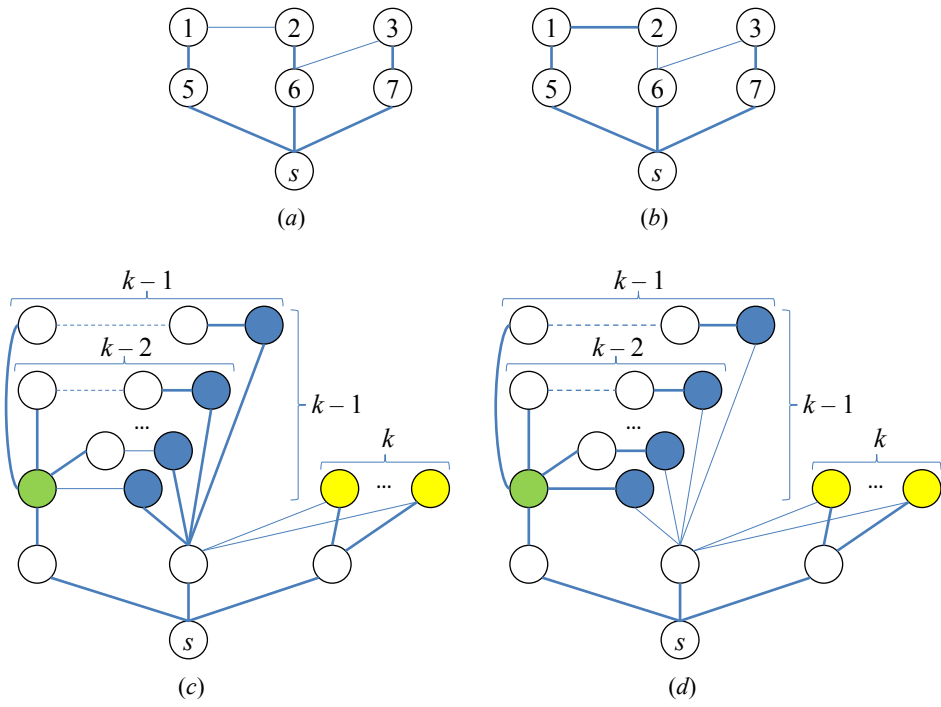 1 2 3 1 2 3
5 6 7 5 6 7
s s
(a) (b)
k – 1 k – 1
k – 2 k – 2
... k – 1 ... k – 1
k k
... ...
s s
(c) (d)